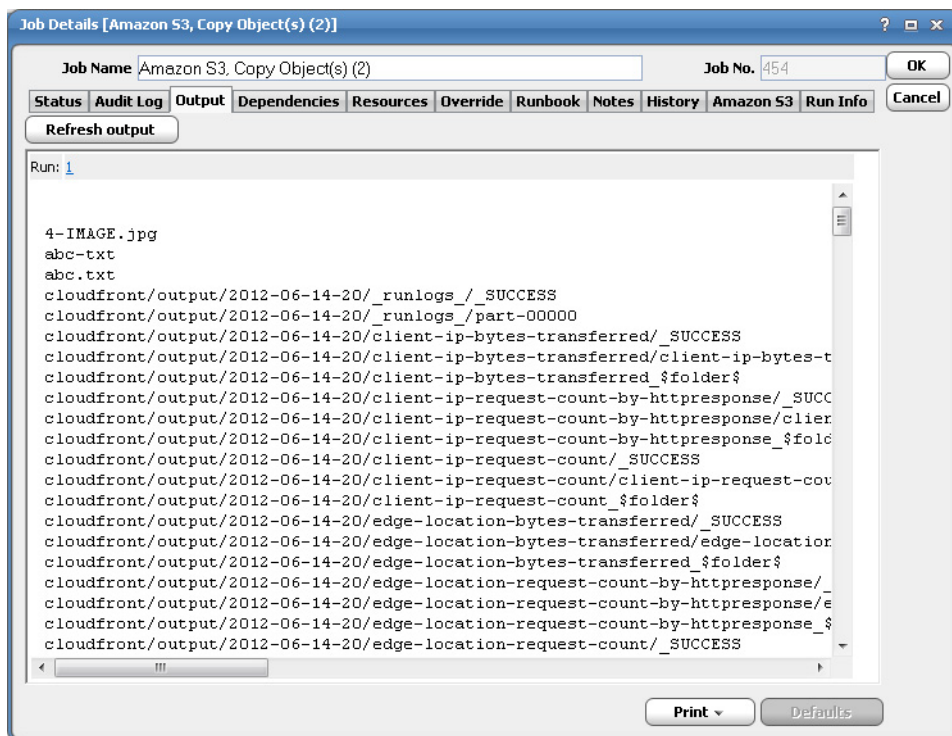 Job Details [Amazon S3, Copy Object(s) (2)]
Job Name Amazon S3, Copy Object(s) (2) Job No. 454 OK
Status Audit Log Output Dependencies Resources Override Runbook Notes History Amazon S3 Run Info Cancel
Refresh output
Run: 1
4-IMAGE.jpg
abc-txt
abc.txt
cloudfront/output/2012-06-14-20/_runlogs_/_SUCCESS
cloudfront/output/2012-06-14-20/_runlogs_/part-00000
cloudfront/output/2012-06-14-20/client-ip-bytes-transferred/_SUCCESS
cloudfront/output/2012-06-14-20/client-ip-bytes-transferred/client-ip-bytes-t
cloudfront/output/2012-06-14-20/client-ip-bytes-transferred_$folder$
cloudfront/output/2012-06-14-20/client-ip-request-count-by-httpresponse/_SUCC
cloudfront/output/2012-06-14-20/client-ip-request-count-by-httpresponse/clien
cloudfront/output/2012-06-14-20/client-ip-request-count-by-httpresponse_$fold
cloudfront/output/2012-06-14-20/client-ip-request-count/_SUCCESS
cloudfront/output/2012-06-14-20/client-ip-request-count/client-ip-request-cou
cloudfront/output/2012-06-14-20/client-ip-request-count_$folder$
cloudfront/output/2012-06-14-20/edge-location-bytes-transferred/_SUCCESS
cloudfront/output/2012-06-14-20/edge-location-bytes-transferred/edge-location
cloudfront/output/2012-06-14-20/edge-location-bytes-transferred_$folder$
cloudfront/output/2012-06-14-20/edge-location-request-count-by-httpresponse/_
cloudfront/output/2012-06-14-20/edge-location-request-count-by-httpresponse/e
cloudfront/output/2012-06-14-20/edge-location-request-count-by-httpresponse_$
cloudfront/output/2012-06-14-20/edge-location-request-count/_SUCCESS
Print Defaults